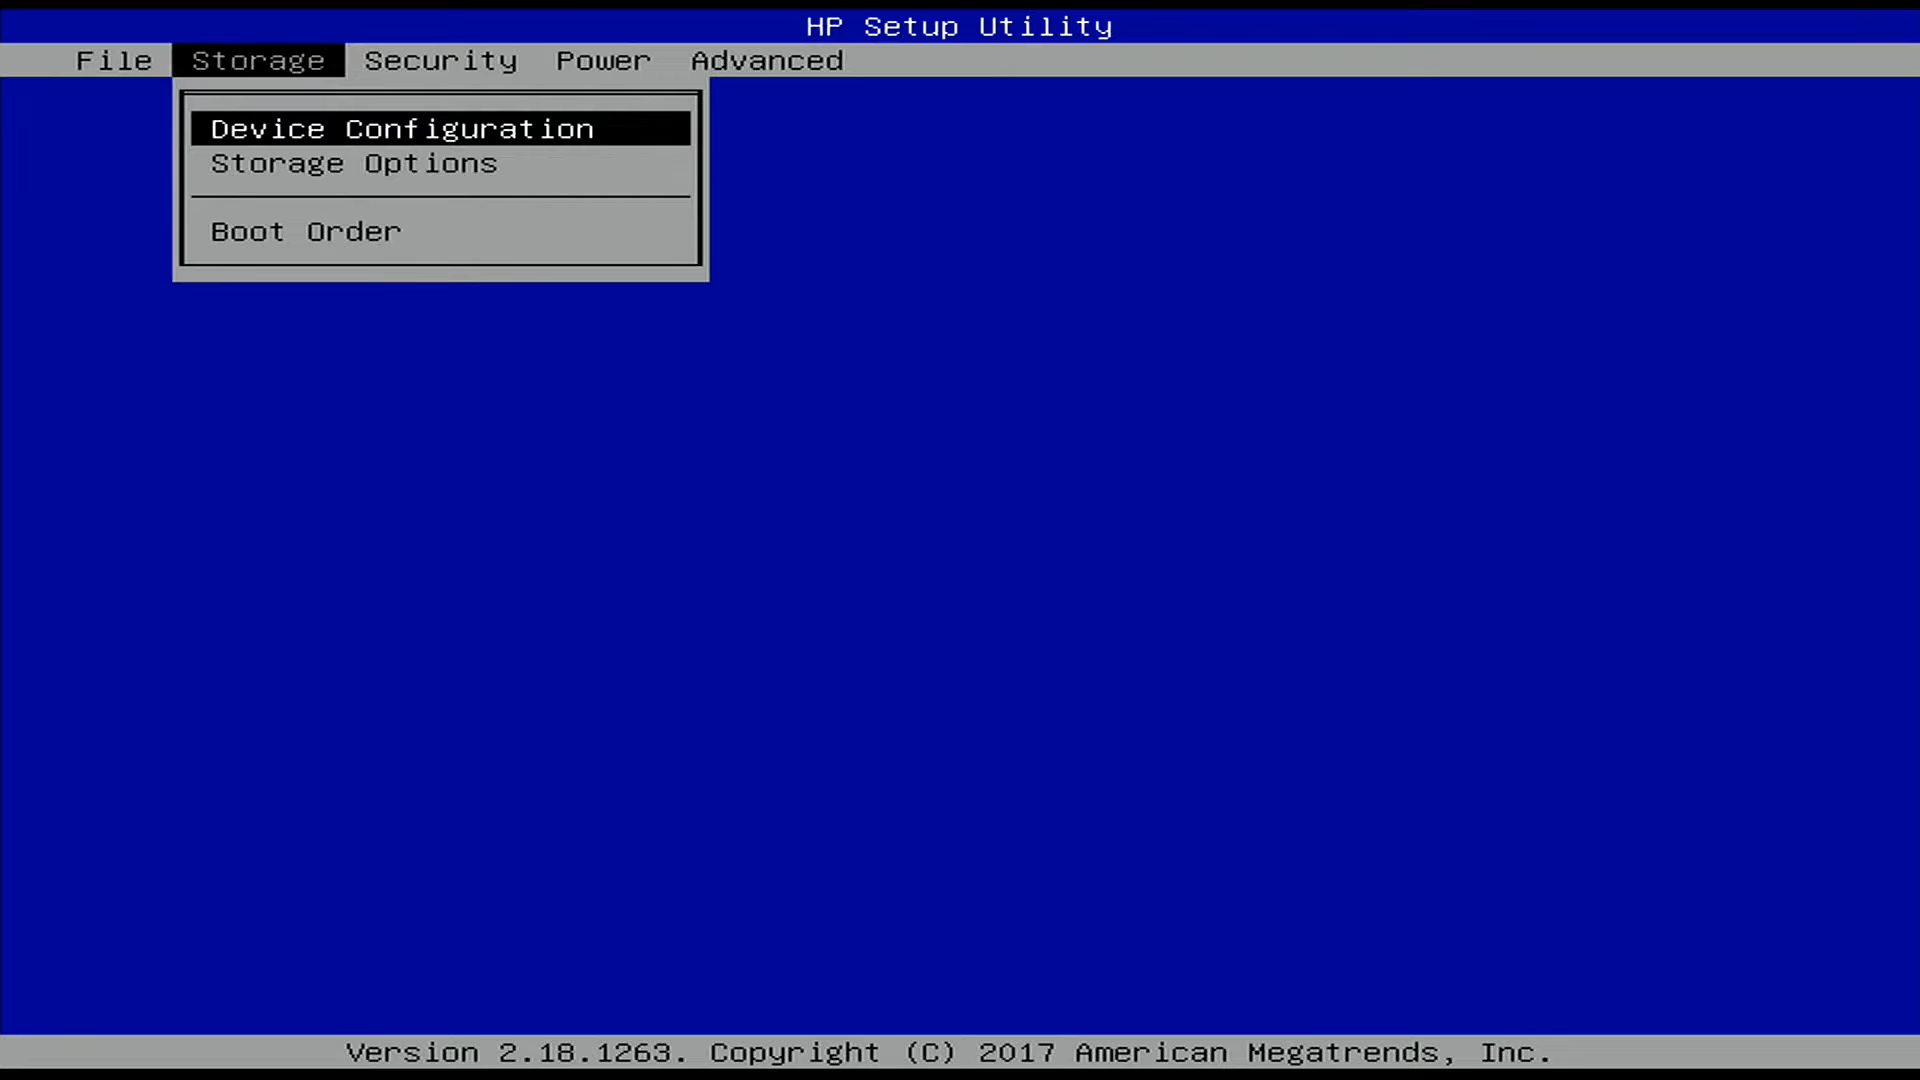 HP Setup Utility
File Storage Security Power Advanced
Device Configuration
Storage Options
Boot Order
Version 2.18.1263. Copyright (C) 2017 American Megatrends, Inc.